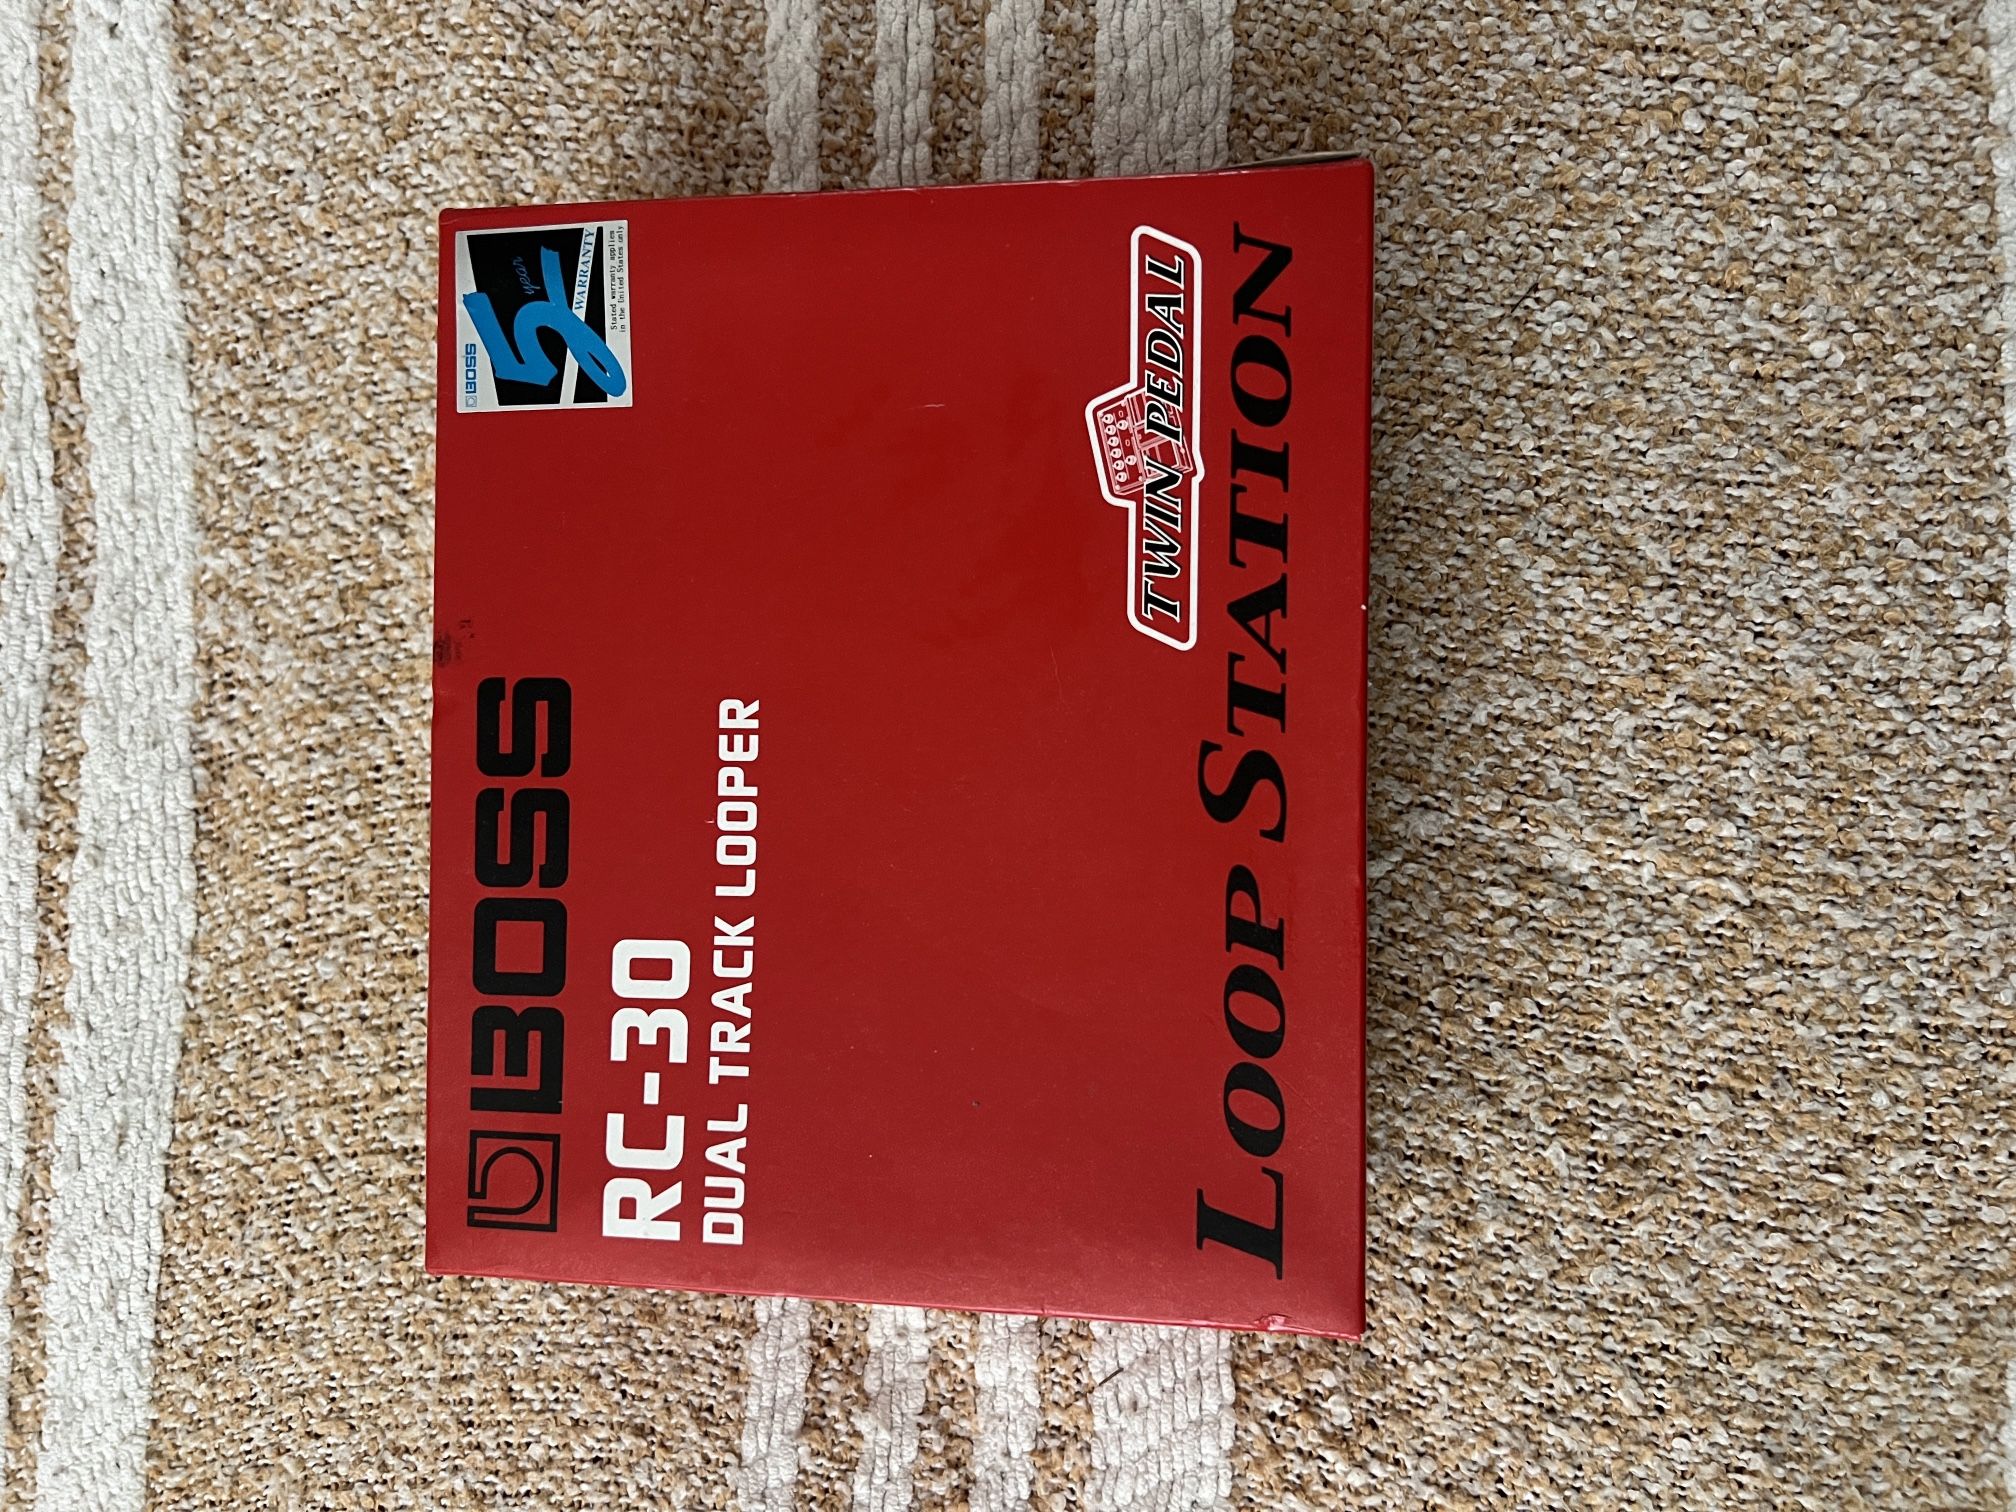 BOSS
RC-30
DUAL TRACK LOOPER
BOSS
5
year
WARRANTY
Stated warranty applies
in the United States only
TWIN PEDAL
LOOP STATION